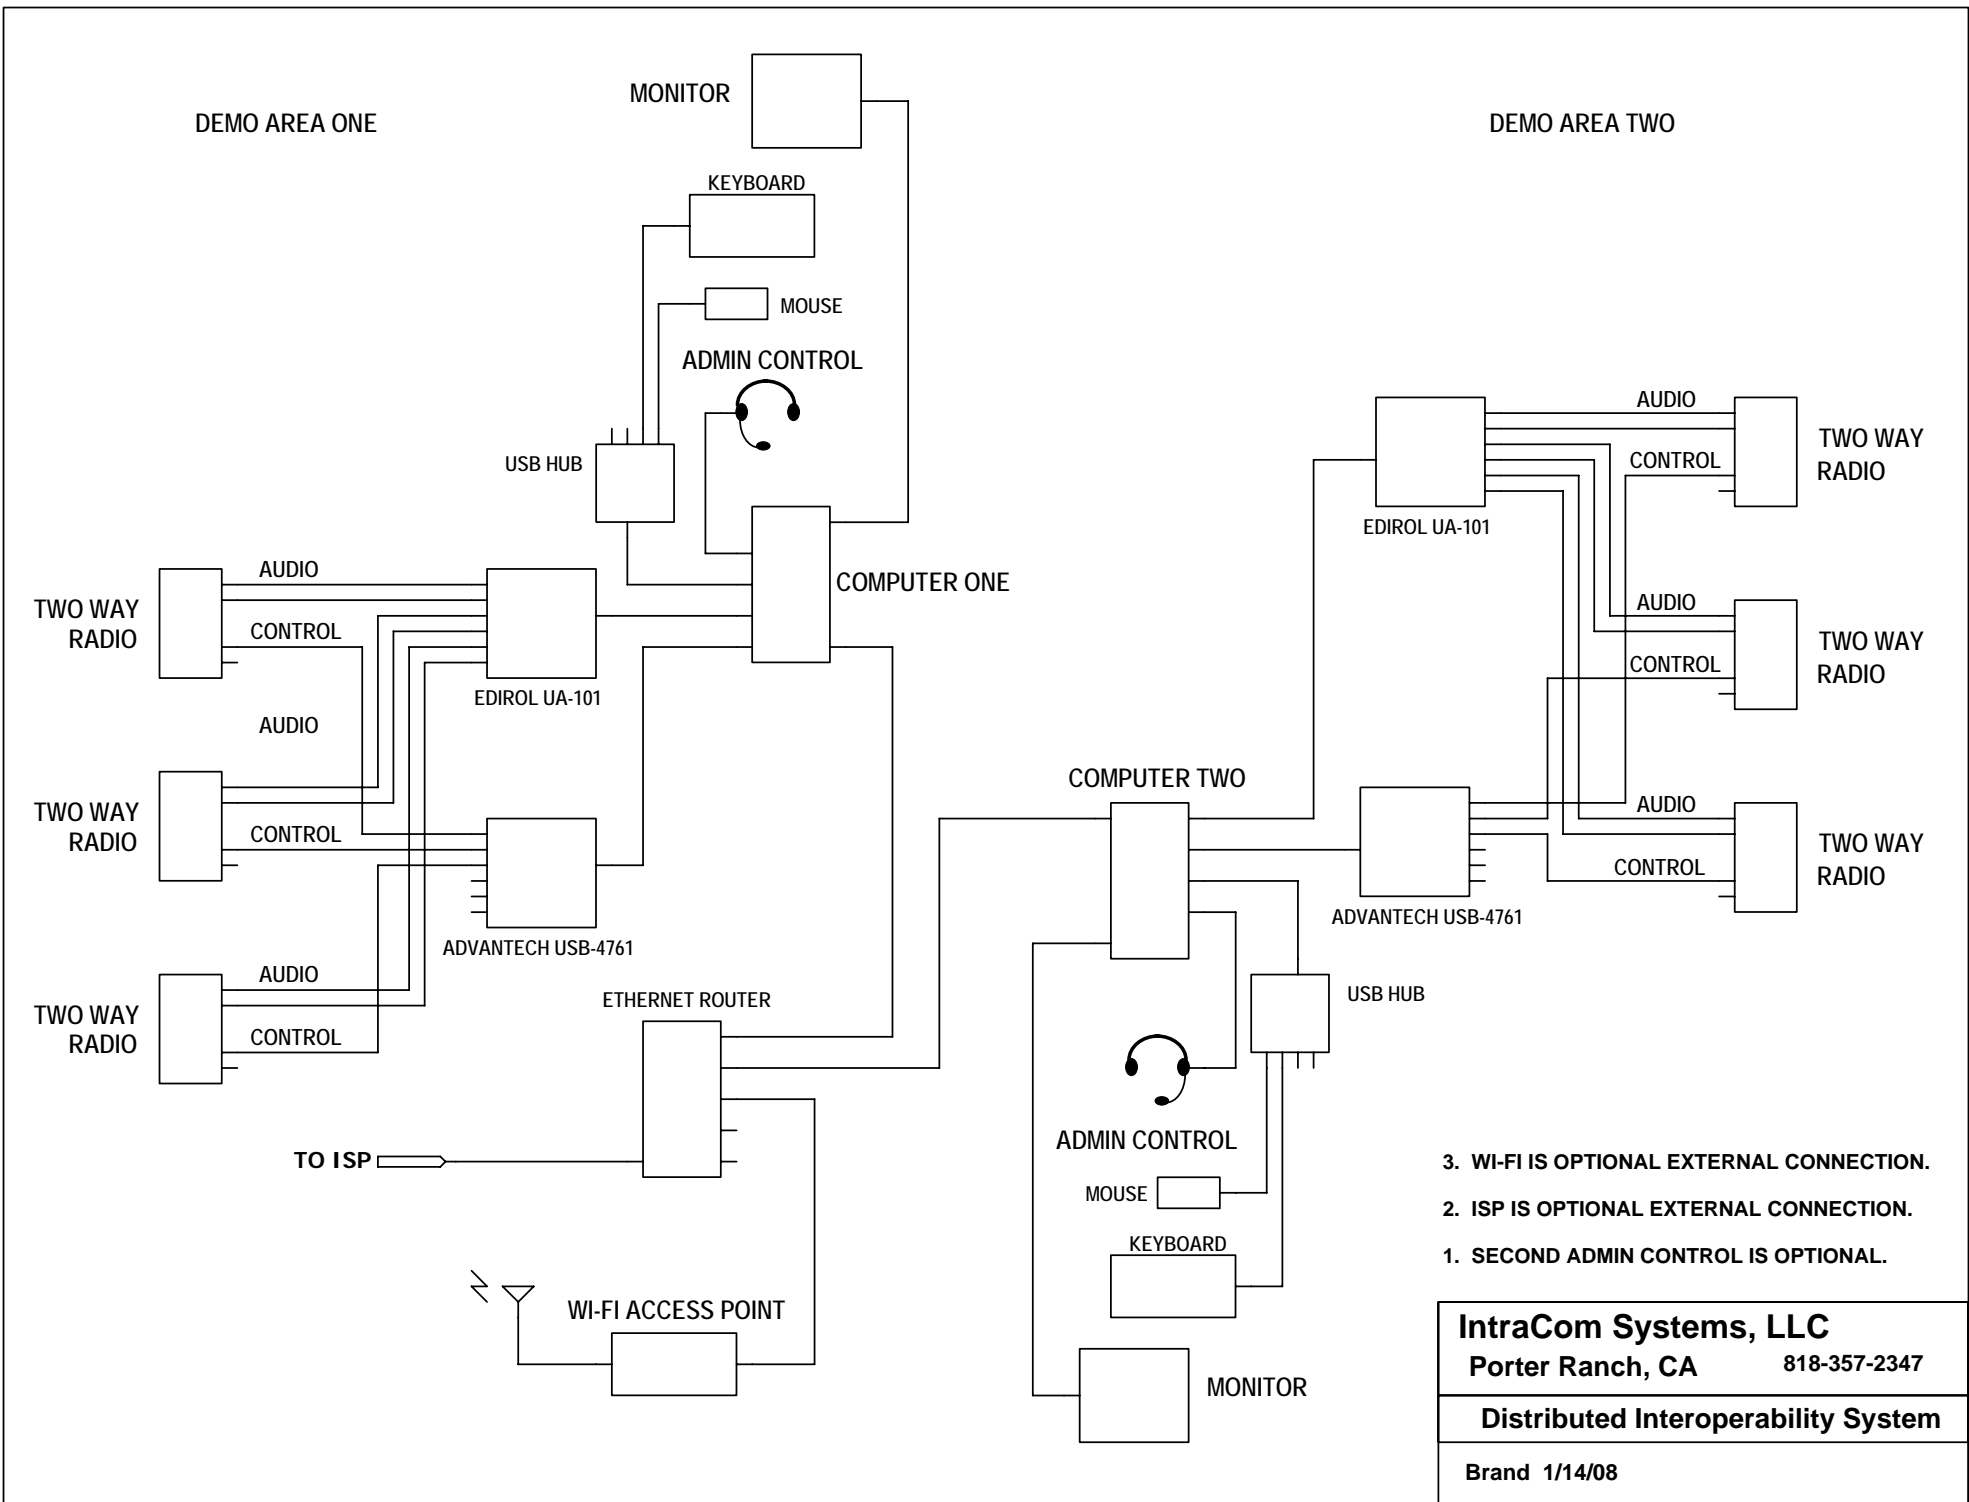 MONITOR
DEMO AREA ONE
DEMO AREA TWO
KEYBOARD
MOUSE
ADMIN CONTROL
USB HUB
COMPUTER ONE
AUDIO
TWO WAY
RADIO
CONTROL
EDIROL UA-101
AUDIO
TWO WAY
RADIO
CONTROL
ADVANTECH USB-4761
AUDIO
TWO WAY
RADIO
CONTROL
ETHERNET ROUTER
TO ISP
WI-FI ACCESS POINT
AUDIO
TWO WAY
RADIO
CONTROL
EDIROL UA-101
AUDIO
TWO WAY
RADIO
CONTROL
COMPUTER TWO
AUDIO
TWO WAY
RADIO
CONTROL
ADVANTECH USB-4761
USB HUB
ADMIN CONTROL
MOUSE
KEYBOARD
MONITOR
3. WI-FI IS OPTIONAL EXTERNAL CONNECTION.
2. ISP IS OPTIONAL EXTERNAL CONNECTION.
1. SECOND ADMIN CONTROL IS OPTIONAL.
IntraCom Systems, LLC
Porter Ranch, CA 818-357-2347
Distributed Interoperability System
Brand 1/14/08